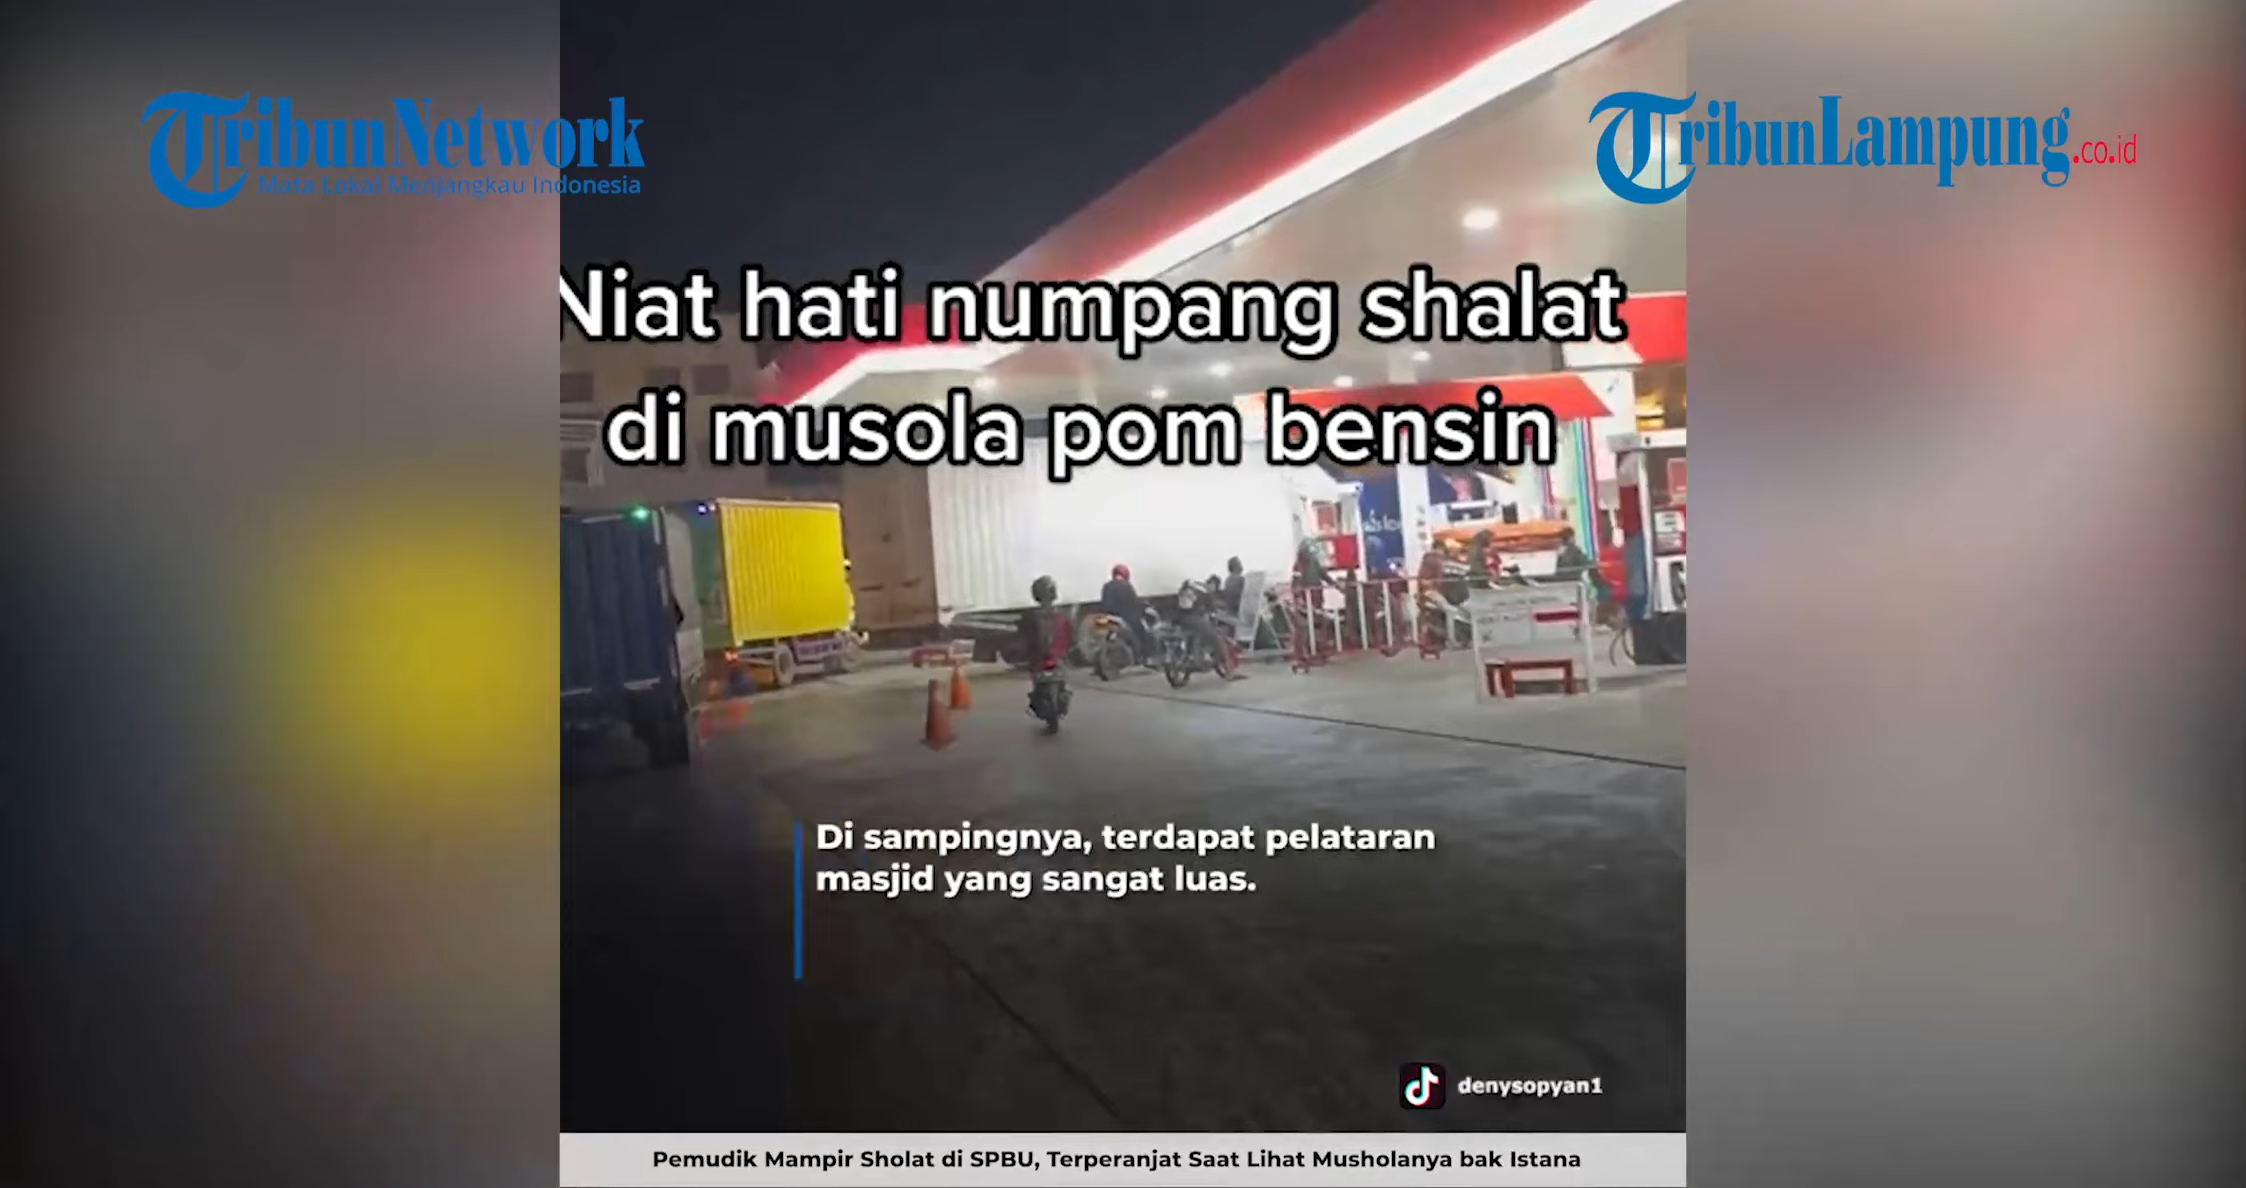 TribunNetwork
Mata Lokal Menjangkau Indonesia
TribunLampung.co.id
Niat hati numpang shalat
di musola pom bensin
Di sampingnya, terdapat pelataran
masjid yang sangat luas.
denysopyan1
Pemudik Mampir Sholat di SPBU, Terperanjat Saat Lihat Musholanya bak Istana